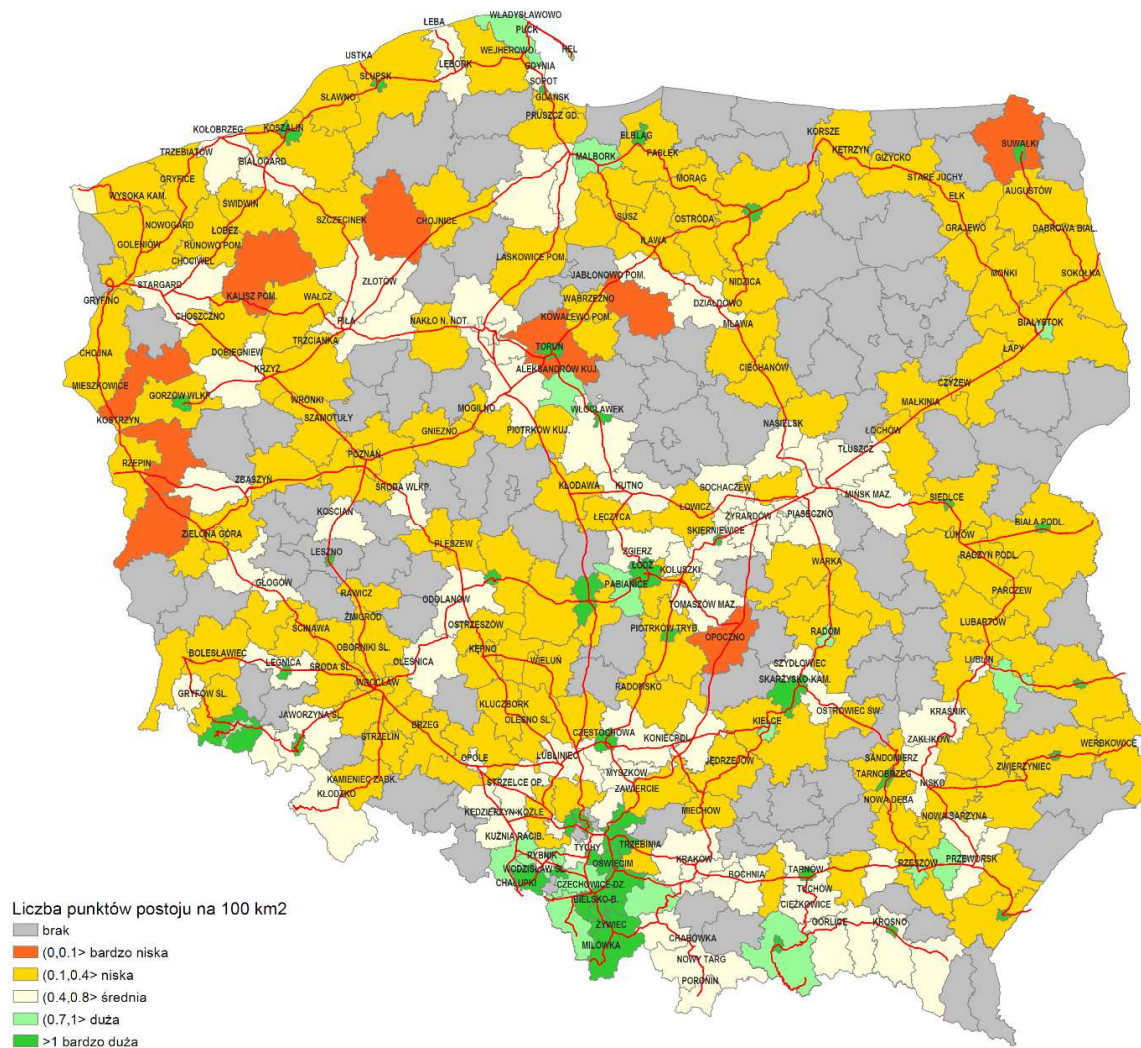 WŁADYSŁAWOWO
ŁEBA
PUCK
USTKA
WEJHEROWO
HEL
LĘBORK
GDYNIA
SŁUPSK
SOPOT
SŁAWNO
GDAŃSK
PRUSZCZ GD.
KOSZALIN
KOŁOBRZEG
ELBLĄG
KORSZE
SUWAŁKI
TRZEBIATÓW
BIAŁOGARD
MALBORK
PASŁĘK
KĘTRZYN
GIŻYCKO
GRYFICE
MORĄG
STARE JUCHY
AUGUSTÓW
WYSOKA KAM.
ŚWIDWIN
SZCZECINEK
CHOJNICE
SUSZ
OSTRÓDA
EŁK
NOWOGARD
ŁOBEZ
GRAJEWO
DĄBROWA BIAŁ.
GOLENIÓW
RUNOWO POM.
IŁAWA
CHOCIWEL
LASKOWICE POM.
STARGARD
ZŁOTÓW
JABŁONOWO POM.
NIDZICA
MOŃKI
SOKÓŁKA
GRYFINO
KALISZ POM.
WAŁCZ
WĄBRZEŹNO
DZIAŁDOWO
CHOSZCZNO
PIŁA
NAKŁO N. NOT.
KOWALEWO POM.
MŁAWA
BIAŁYSTOK
DOBIEGNIEW
TRZCIANKA
TORUŃ
CHOJNA
KRZYŻ
ALEKSANDRÓW KUJ.
CIECHANÓW
ŁAPY
MIESZKOWICE
GORZÓW WLKP.
WRONKI
CZYŻEW
SZAMOTUŁY
MOGILNO
WŁOCŁAWEK
MAŁKINIA
KOSTRZYN
GNIEZNO
PIOTRKÓW KUJ.
NASIELSK
ŁOCHÓW
POZNAŃ
TŁUSZCZ
RZEPIN
ZBĄSZYŃ
ŚRODA WLKP.
KŁODAWA
KUTNO
SOCHACZEW
MIŃSK MAZ.
SIEDLCE
KOŚCIAN
ŁĘCZYCA
ŁOWICZ
ŻYRARDÓW
PIASECZNO
BIAŁA PODL.
ZIELONA GÓRA
SKIERNIEWICE
ŁUKÓW
PLESZEW
ZGIERZ
LESZNO
ŁÓDŹ
RADZYŃ PODL.
GŁOGÓW
PABIANICE
KOLUSZKI
WARKA
RAWICZ
ODOLANÓW
PARCZEW
ŻMIGRÓD
TOMASZÓW MAZ.
ŚCINAWA
OSTRZESZÓW
PIOTRKÓW TRYB.
OPOCZNO
RADOM
LUBARTÓW
OBORNIKI ŚL.
BOLESŁAWIEC
KĘPNO
LEGNICA
ŚRODA ŚL.
OLEŚNICA
WIELUŃ
SZYDŁOWIEC
LUBLIN
WROCŁAW
RADOMSKO
SKARŻYSKO-KAM.
GRYFÓW ŚL.
KLUCZBORK
OSTROWIEC ŚW.
KRAŚNIK
JAWORZYNA ŚL.
OLESNO ŚL.
KIELCE
BRZEG
CZĘSTOCHOWA
STRZELIN
KONIECPOL
ZAKLIKÓW
WERBKOWICE
OPOLE
LUBLINIEC
JĘDRZEJÓW
SANDOMIERZ
ZWIERZYNIEC
KAMIENIEC ZĄBK.
MYSZKÓW
TARNOBRZEG
STRZELCE OP.
ZAWIERCIE
NISKO
KŁODZKO
MIECHÓW
NOWA DĘBA
KĘDZIERZYN-KOŹLE
NOWA SARZYNA
KUŹNIA RACIB.
TYCHY
TRZEBINIA
RYBNIK
OŚWIĘCIM
KRAKÓW
RZESZÓW
PRZEWORSK
WODZISŁAW ŚL.
BOCHNIA
TARNÓW
CHAŁUPKI
CZECHOWICE-DZ.
TUCHÓW
BIELSKO-B.
CIĘŻKOWICE
Liczba punktów postoju na 100 km2
ŻYWIEC
GORLICE
KROSNO
brak
MILÓWKA
CHABÓWKA
(0,0.1> bardzo niska
NOWY TARG
(0.1,0.4> niska
PORONIN
(0.4,0.8> średnia
(0.7,1> duża
>1 bardzo duża